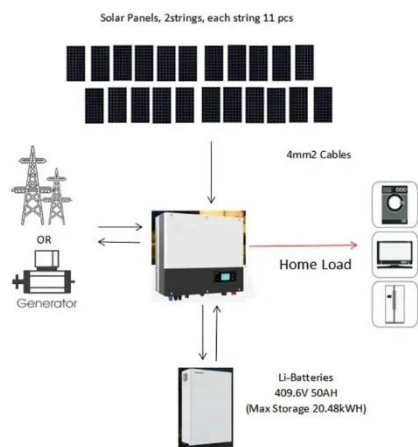 Solar Panels, 2strings, each string 11 pcs
4mm2 Cables
OR
Generator
Home Load
Li-Batteries
409.6V 50AH
(Max Storage 20.48kWH)